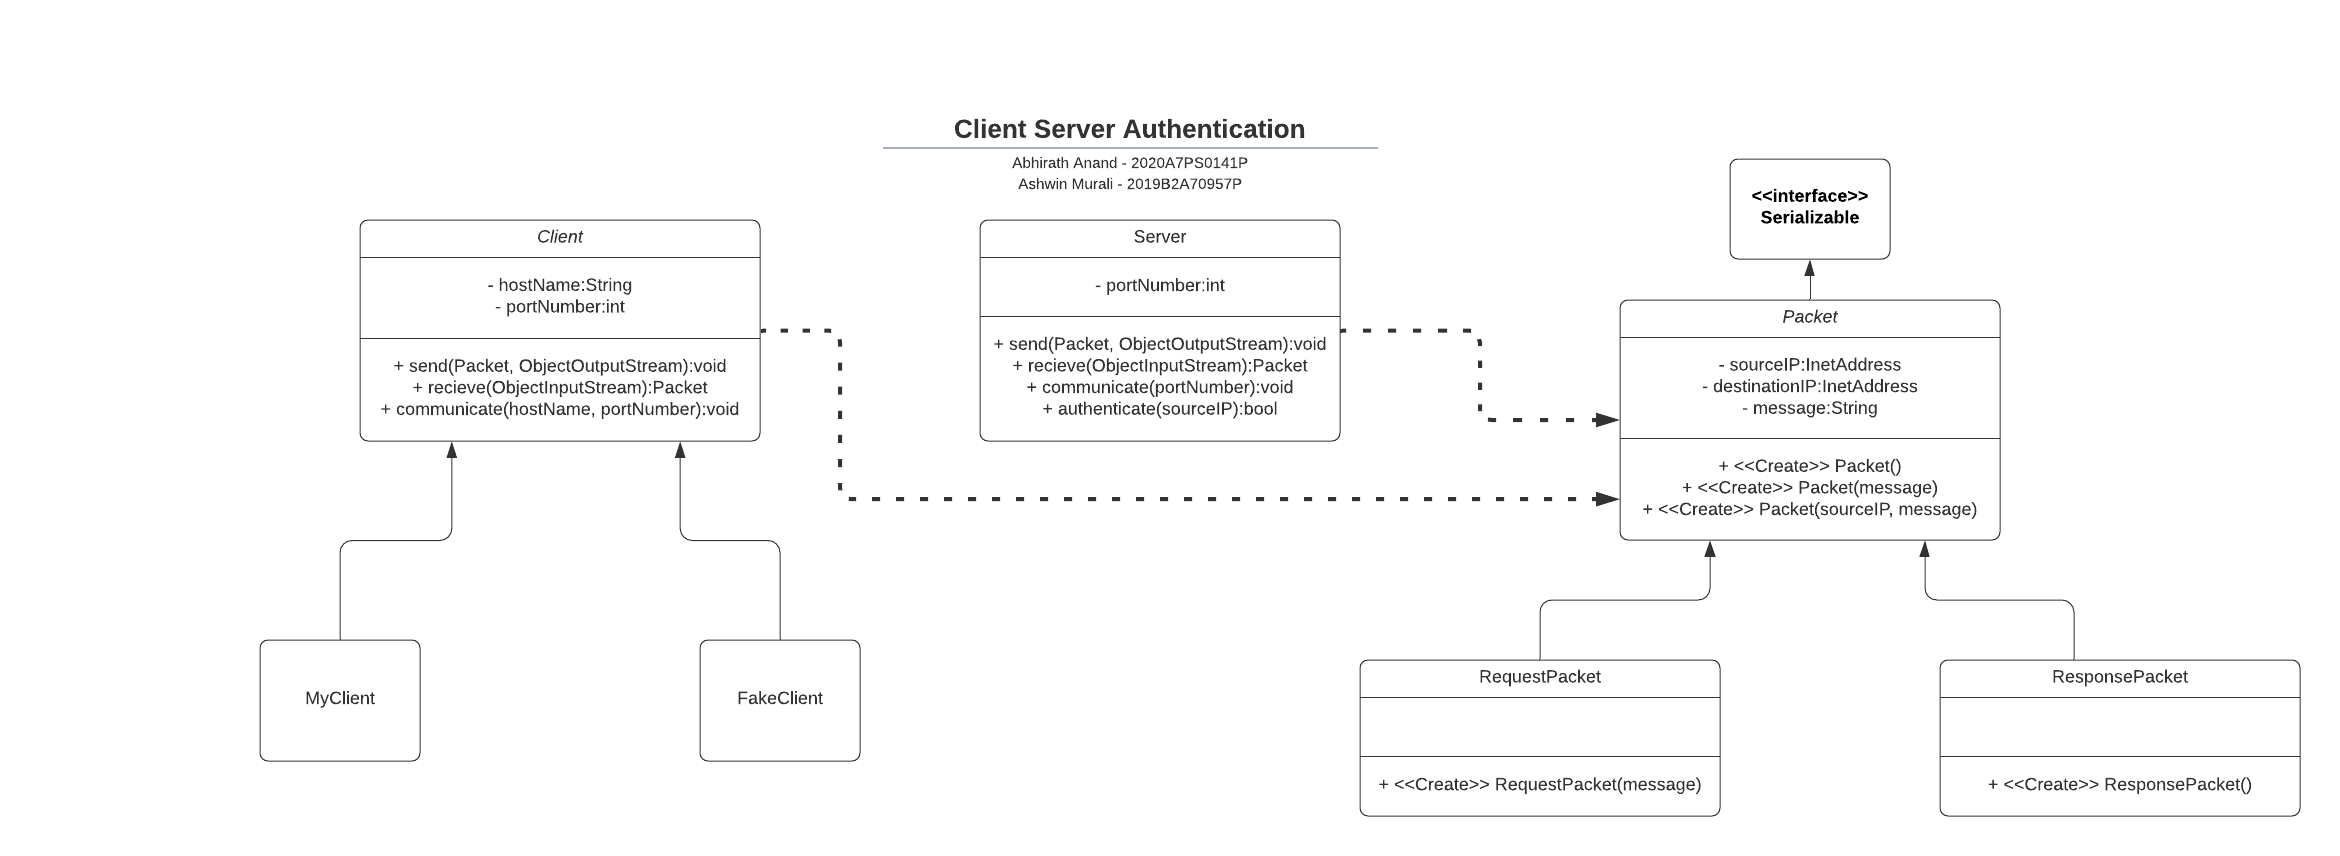 Client Server Authentication
Abhirath Anand - 2020A7PS0141P
Ashwin Murali - 2019B2A70957P
Client
- hostName:String
- portNumber:int
+ send(Packet, ObjectOutputStream):void
+ recieve(ObjectInputStream):Packet
+ communicate(hostName, portNumber):void
Server
- portNumber:int
+ send(Packet, ObjectOutputStream):void
+ recieve(ObjectInputStream):Packet
+ communicate(portNumber):void
+ authenticate(sourceIP):bool
<<interface>>
Serializable
Packet
- sourceIP:InetAddress
- destinationIP:InetAddress
- message:String
+ <<Create>> Packet()
+ <<Create>> Packet(message)
+ <<Create>> Packet(sourceIP, message)
MyClient
FakeClient
RequestPacket
+ <<Create>> RequestPacket(message)
ResponsePacket
+ <<Create>> ResponsePacket()